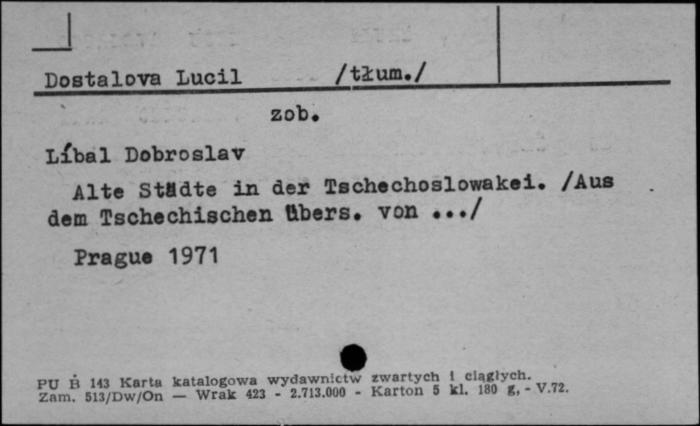 Dostalova Lucil /tłum./
zob.
Líbal Dobroslav
Alte Städte in der Tschechoslowakei. /Aus
dem Tschechischen übers. von .../
Prague 1971
PU B 143 Karta katalogowa wydawnictw zwartych i ciągłych.
Zam. 513/Dw/On — Wrak 423 - 2.713.000 - Karton 5 kl. 180 g, - V.72.